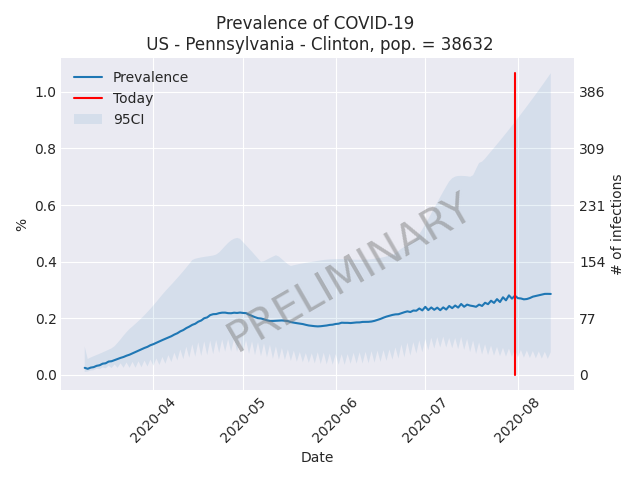 Prevalence of COVID-19
US - Pennsylvania - Clinton, pop. = 38632
Prevalence
Today
95CI
PRELIMINARY
%
1.0
0.8
0.6
0.4
0.2
0.0
386
309
231
154
77
0
# of infections
2020-04
2020-05
2020-06
2020-07
2020-08
Date